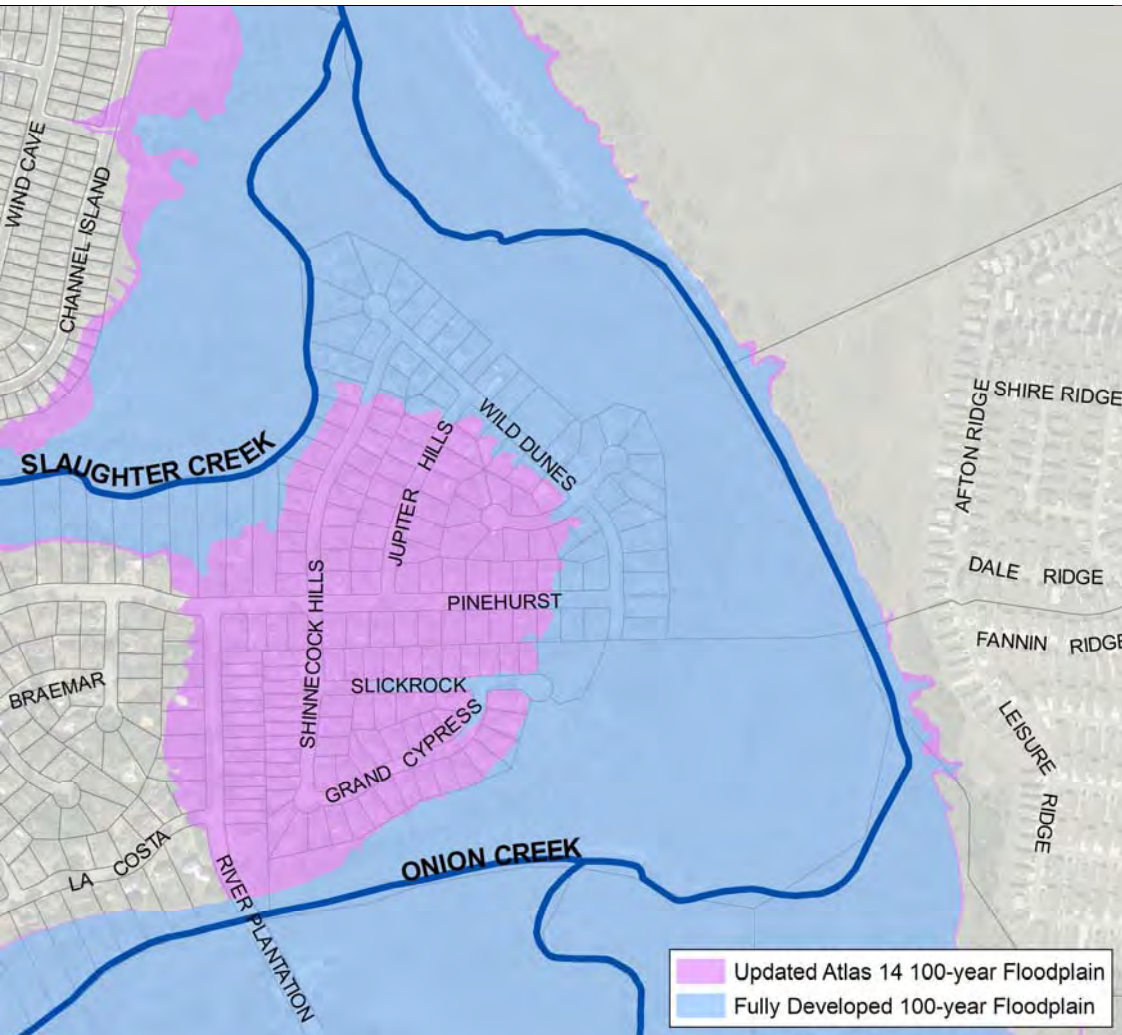 WIND CAVE
CHANNEL ISLAND
SLAUGHTER CREEK
WILD DUNES
JUPITER HILLS
SHINNECOCK HILLS
PINEHURST
SLICKROCK
GRAND CYPRESS
BRAEMAR
LA COSTA
RIVER PLANTATION
ONION CREEK
SHIRE RIDGE
AFTON RIDGE
DALE RIDGE
FANNIN RIDGE
LEISURE RIDGE
Updated Atlas 14 100-year Floodplain
Fully Developed 100-year Floodplain